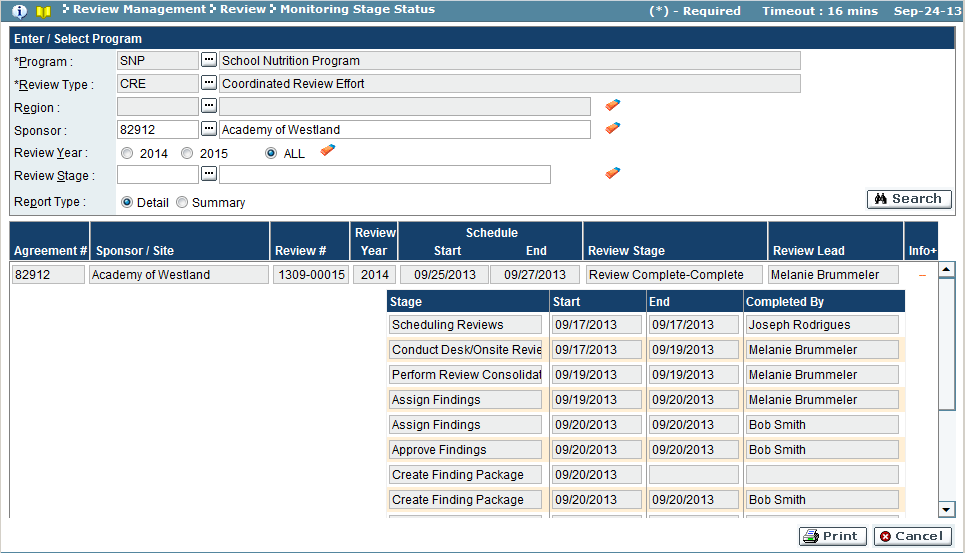 Review Management > Review > Monitoring Stage Status (*) - Required Timeout : 16 mins Sep-24-13
Enter / Select Program
*Program : SNP ... School Nutrition Program
*Review Type : CRE ... Coordinated Review Effort
Region : ...
Sponsor : 82912 ... Academy of Westland
Review Year : 2014 2015 ALL
Review Stage : ...
Report Type : Detail Summary Search
Agreement # Sponsor / Site Review # Review Year Schedule Start End Review Stage Review Lead Info+
82912 Academy of Westland 1309-00015 2014 09/25/2013 09/27/2013 Review Complete-Complete Melanie Brummeler –
Stage Start End Completed By
Scheduling Reviews 09/17/2013 09/17/2013 Joseph Rodrigues
Conduct Desk/Onsite Revie 09/17/2013 09/19/2013 Melanie Brummeler
Perform Review Consolidat 09/19/2013 09/19/2013 Melanie Brummeler
Assign Findings 09/19/2013 09/20/2013 Melanie Brummeler
Assign Findings 09/20/2013 09/20/2013 Bob Smith
Approve Findings 09/20/2013 09/20/2013 Bob Smith
Create Finding Package 09/20/2013
Create Finding Package 09/20/2013 09/20/2013 Bob Smith
Print Cancel